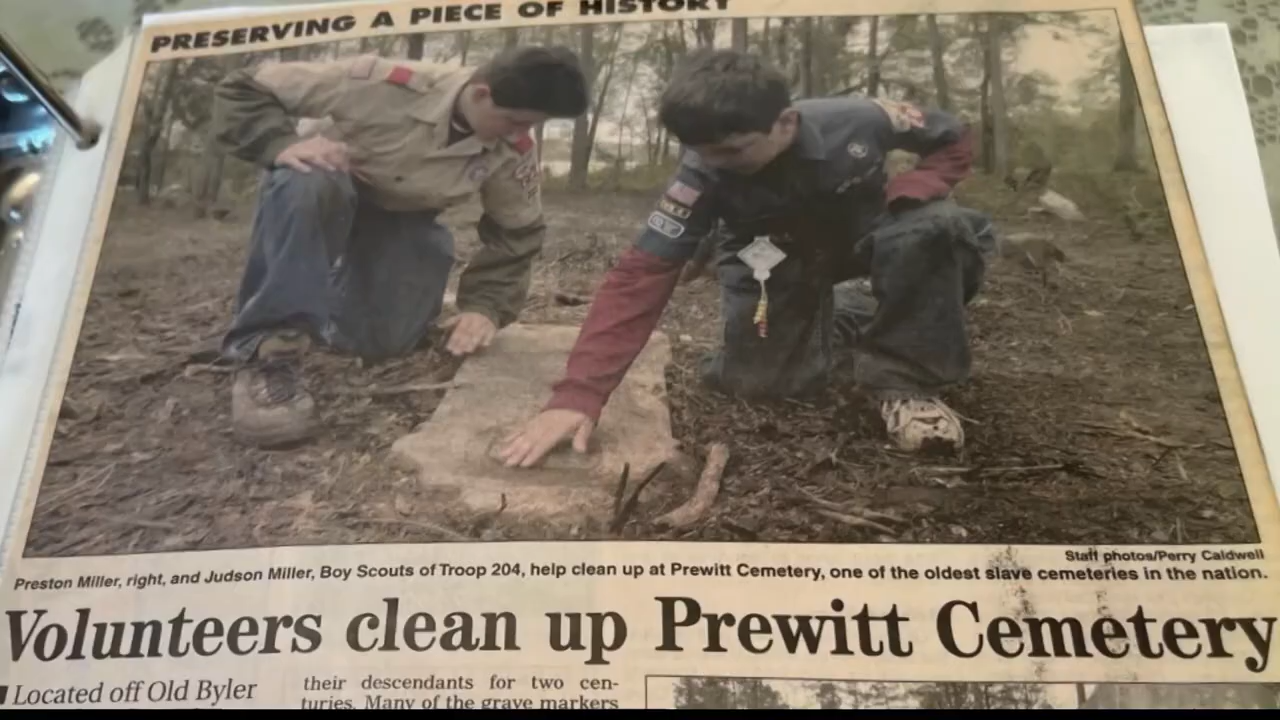 PRESERVING A PIECE OF HISTORY
Staff photos/Perry Caldwell
Preston Miller, right, and Judson Miller, Boy Scouts of Troop 204, help clean up at Prewitt Cemetery, one of the oldest slave cemeteries in the nation.
Volunteers clean up Prewitt Cemetery
Located off Old Byler
their descendants for two cen-
turies. Many of the grave markers